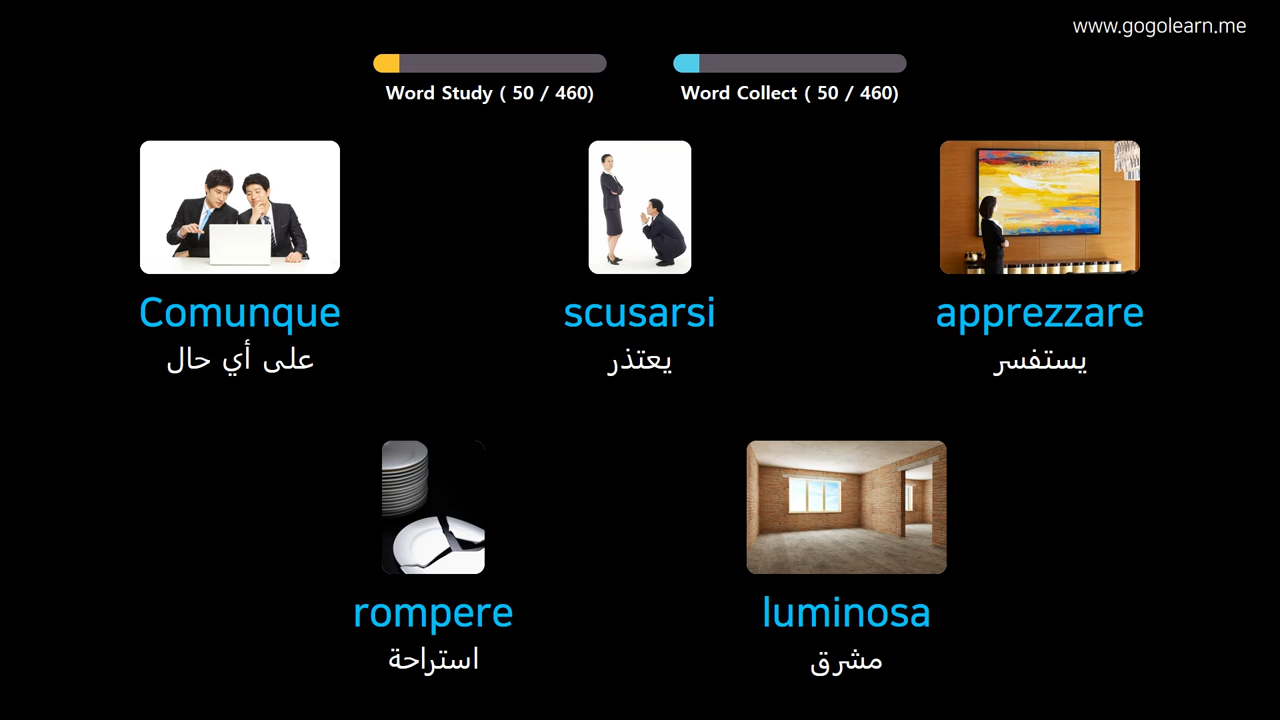 www.gogolearn.me
Word Study ( 50 / 460)
Word Collect ( 50 / 460)
Comunque
على أي حال
scusarsi
يعتذر
apprezzare
يستفسر
rompere
استراحة
luminosa
مشرق